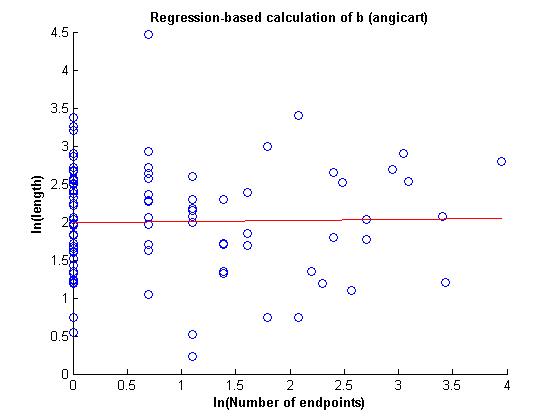 Regression-based calculation of b (angicart)
4.5
4
3.5
3
2.5
2
1.5
1
0.5
0
ln(length)
0 0.5 1 1.5 2 2.5 3 3.5 4
ln(Number of endpoints)